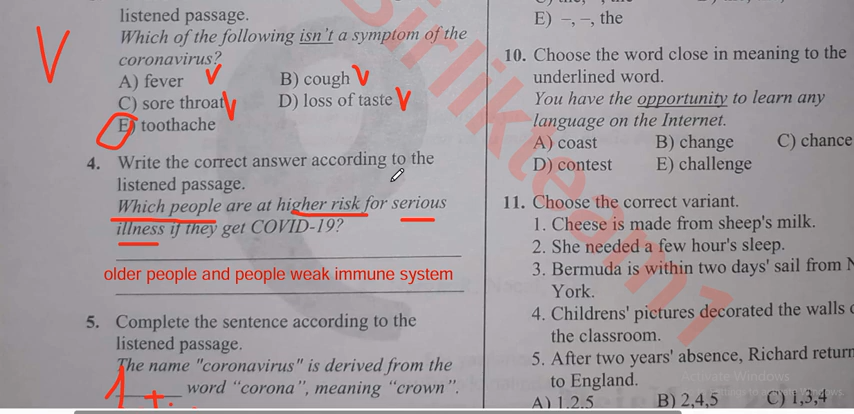 listened passage.
Which of the following isn't a symptom of the
coronavirus?
A) fever B) cough
C) sore throat D) loss of taste
E) toothache
4. Write the correct answer according to the
listened passage.
Which people are at higher risk for serious
illness if they get COVID-19?
older people and people weak immune system
5. Complete the sentence according to the
listened passage.
The name "coronavirus" is derived from the
word "corona", meaning "crown".
E) –, –, the
10. Choose the word close in meaning to the
underlined word.
You have the opportunity to learn any
language on the Internet.
A) coast B) change C) chance
D) contest E) challenge
11. Choose the correct variant.
1. Cheese is made from sheep's milk.
2. She needed a few hour's sleep.
3. Bermuda is within two days' sail from N
York.
4. Childrens' pictures decorated the walls
the classroom.
5. After two years' absence, Richard return
to England.
A) 1,2,5 B) 2,4,5 C) 1,3,4
Birlikteam1
Activate Windows